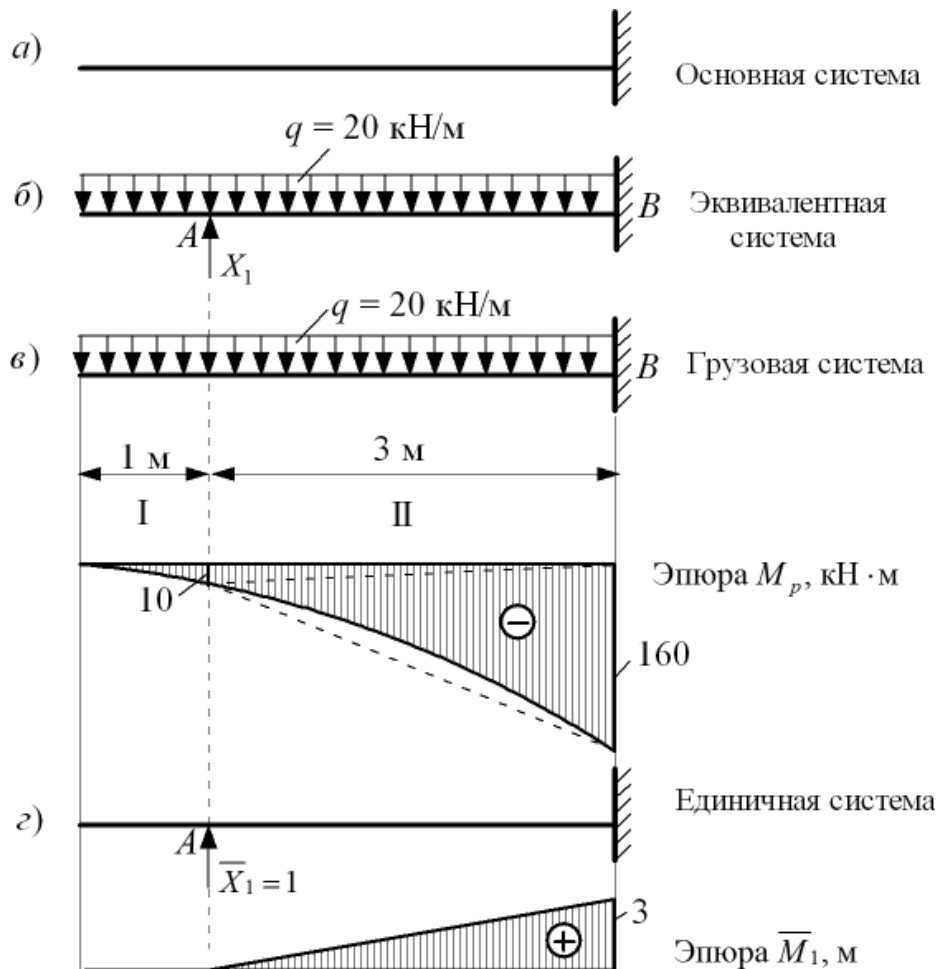 а)
Основная система
q = 20 кН/м
б)
A
X₁
B
Эквивалентная
система
q = 20 кН/м
в)
B
Грузовая система
1 м
3 м
I
II
10
−
160
Эпюра Mₚ, кН · м
г)
A
X̅₁ = 1
Единичная система
+
3
Эпюра M̅₁, м